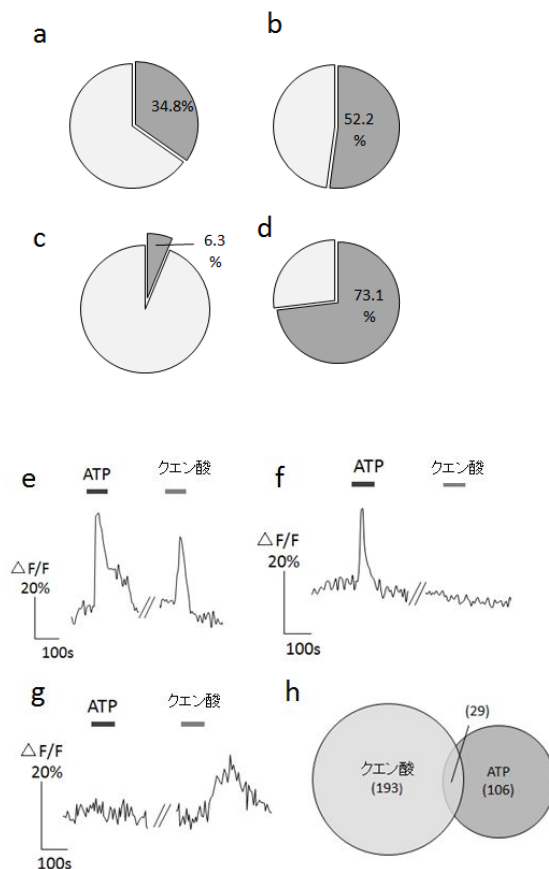 a
34.8%
b
52.2
%
c
6.3
%
d
73.1
%
e
ATP
クエン酸
△F/F
20%
100s
f
ATP
クエン酸
△F/F
20%
100s
g
ATP
クエン酸
△F/F
20%
100s
h
(29)
クエン酸
(193)
ATP
(106)